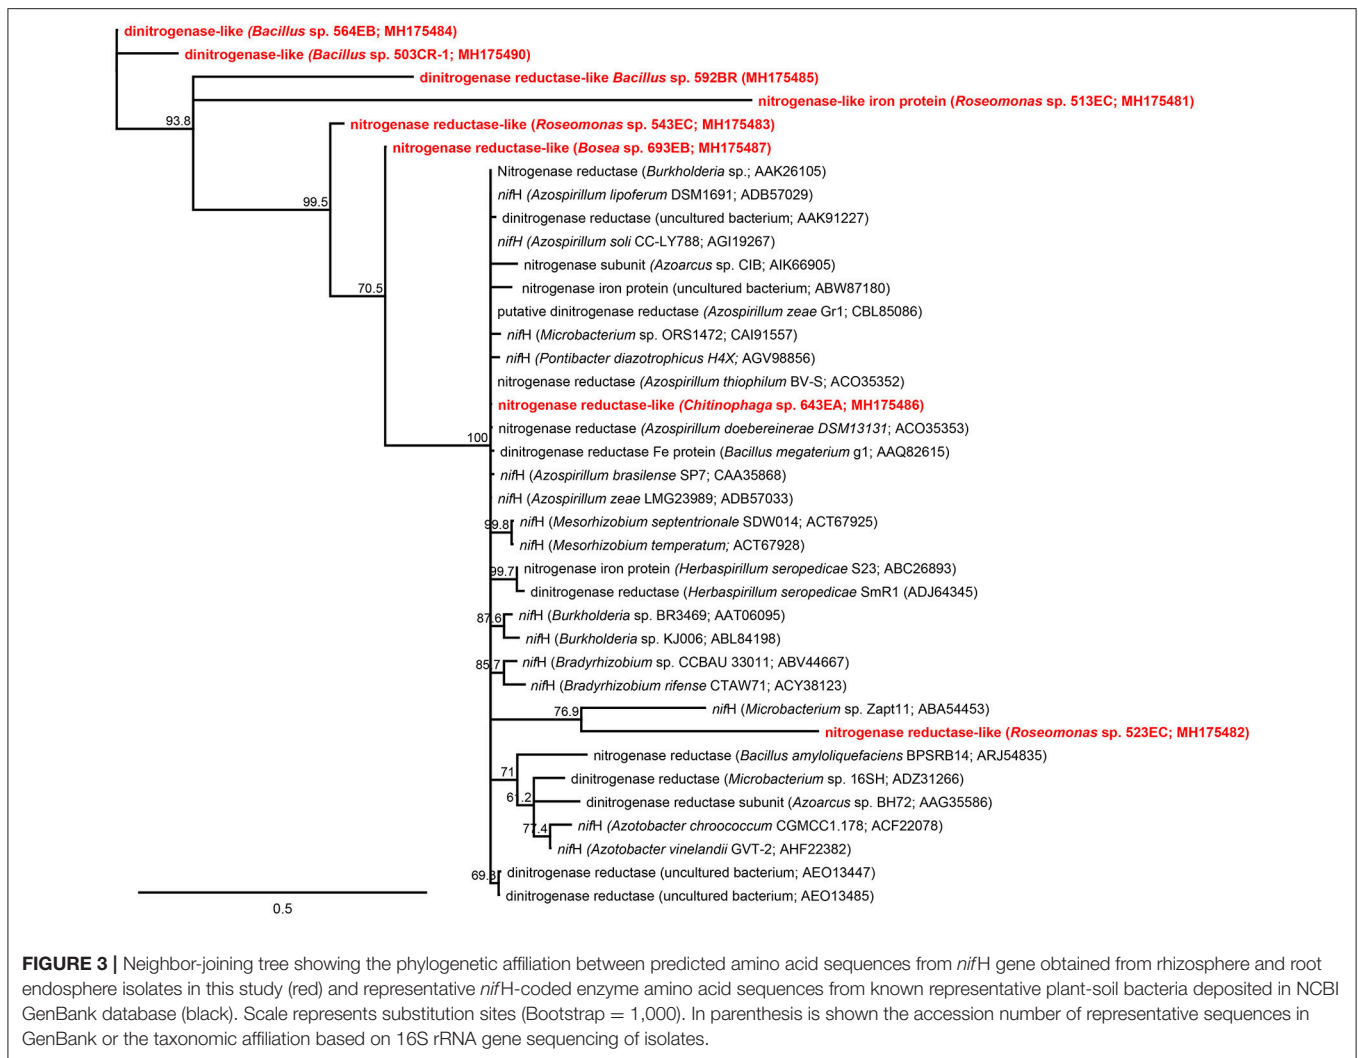 dinitrogenase-like (Bacillus sp. 564EB; MH175484)
dinitrogenase-like (Bacillus sp. 503CR-1; MH175490)
dinitrogenase reductase-like Bacillus sp. 592BR (MH175485)
nitrogenase-like iron protein (Roseomonas sp. 513EC; MH175481)
93.8
nitrogenase reductase-like (Roseomonas sp. 543EC; MH175483)
nitrogenase reductase-like (Bosea sp. 693EB; MH175487)
Nitrogenase reductase (Burkholderia sp.; AAK26105)
nifH (Azospirillum lipoferum DSM1691; ADB57029)
99.5
dinitrogenase reductase (uncultured bacterium; AAK91227)
nifH (Azospirillum soli CC-LY788; AGI19267)
nitrogenase subunit (Azoarcus sp. CIB; AIK66905)
70.5
nitrogenase iron protein (uncultured bacterium; ABW87180)
putative dinitrogenase reductase (Azospirillum zeae Gr1; CBL85086)
nifH (Microbacterium sp. ORS1472; CAI91557)
nifH (Pontibacter diazotrophicus H4X; AGV98856)
nitrogenase reductase (Azospirillum thiophilum BV-S; ACO35352)
nitrogenase reductase-like (Chitinophaga sp. 643EA; MH175486)
nitrogenase reductase (Azospirillum doebereinerae DSM13131; ACO35353)
100
dinitrogenase reductase Fe protein (Bacillus megaterium g1; AAQ82615)
nifH (Azospirillum brasilense SP7; CAA35868)
nifH (Azospirillum zeae LMG23989; ADB57033)
99.8
nifH (Mesorhizobium septentrionale SDW014; ACT67925)
nifH (Mesorhizobium temperatum; ACT67928)
99.7
nitrogenase iron protein (Herbaspirillum seropedicae S23; ABC26893)
dinitrogenase reductase (Herbaspirillum seropedicae SmR1 (ADJ64345)
87.6
nifH (Burkholderia sp. BR3469; AAT06095)
nifH (Burkholderia sp. KJ006; ABL84198)
85.7
nifH (Bradyrhizobium sp. CCBAU 33011; ABV44667)
nifH (Bradyrhizobium rifense CTAW71; ACY38123)
76.9
nifH (Microbacterium sp. Zapt11; ABA54453)
nitrogenase reductase-like (Roseomonas sp. 523EC; MH175482)
nitrogenase reductase (Bacillus amyloliquefaciens BPSRB14; ARJ54835)
71
dinitrogenase reductase (Microbacterium sp. 16SH; ADZ31266)
61.2
dinitrogenase reductase subunit (Azoarcus sp. BH72; AAG35586)
77.4
nifH (Azotobacter chroococcum CGMCC1.178; ACF22078)
nifH (Azotobacter vinelandii GVT-2; AHF22382)
69.3
dinitrogenase reductase (uncultured bacterium; AEO13447)
dinitrogenase reductase (uncultured bacterium; AEO13485)
0.5
FIGURE 3 | Neighbor-joining tree showing the phylogenetic affiliation between predicted amino acid sequences from nifH gene obtained from rhizosphere and root
endosphere isolates in this study (red) and representative nifH-coded enzyme amino acid sequences from known representative plant-soil bacteria deposited in NCBI
GenBank database (black). Scale represents substitution sites (Bootstrap = 1,000). In parenthesis is shown the accession number of representative sequences in
GenBank or the taxonomic affiliation based on 16S rRNA gene sequencing of isolates.